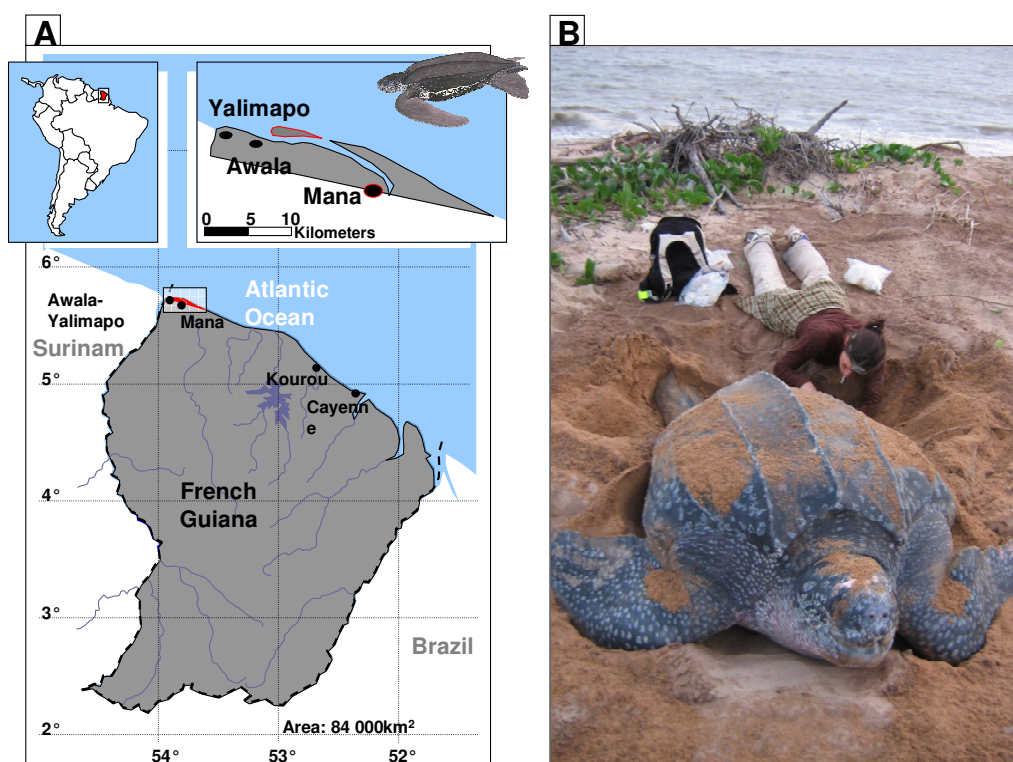 A
Yalimapo
Awala
Mana
0 5 10
Kilometers
6°
Awala-
Yalimapo
Mana
Atlantic
Ocean
Surinam
5°
Kourou
Cayenn
e
4°
French
Guiana
3°
Brazil
Area: 84 000km²
2°
54° 53° 52°
B